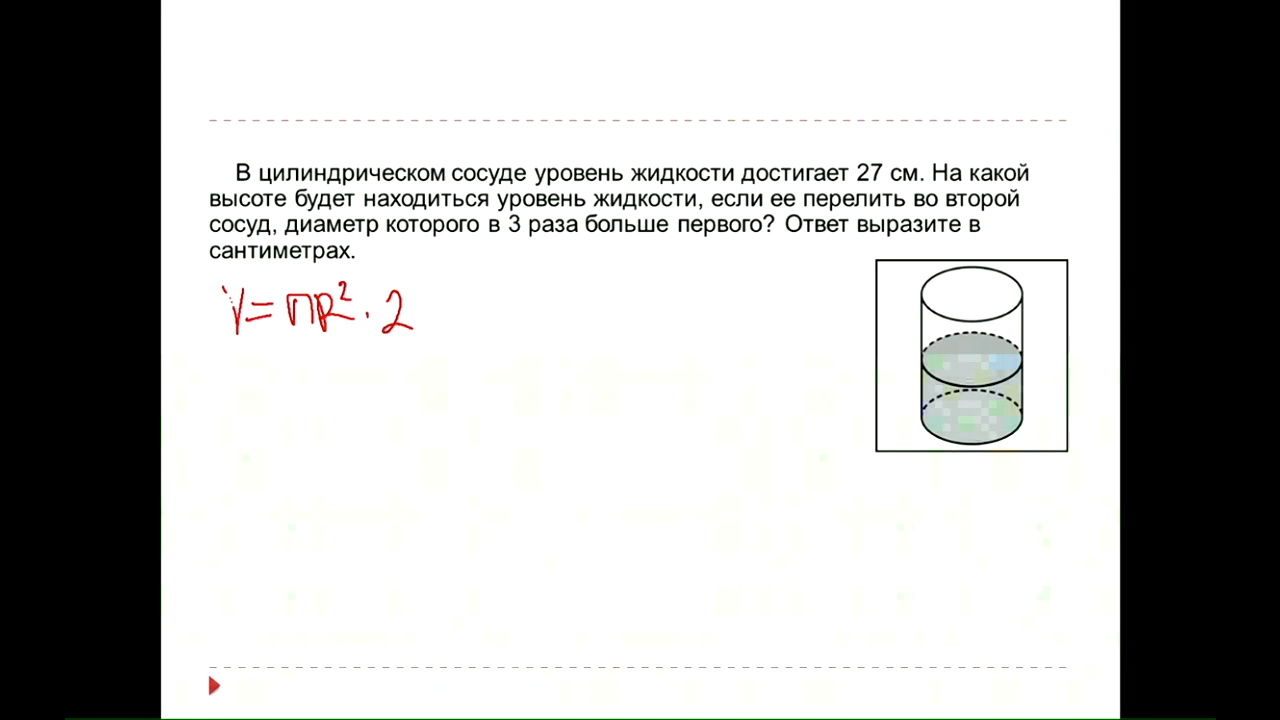 В цилиндрическом сосуде уровень жидкости достигает 27 см. На какой
высоте будет находиться уровень жидкости, если ее перелить во второй
сосуд, диаметр которого в 3 раза больше первого? Ответ выразите в
сантиметрах.
V=ПR² · 2